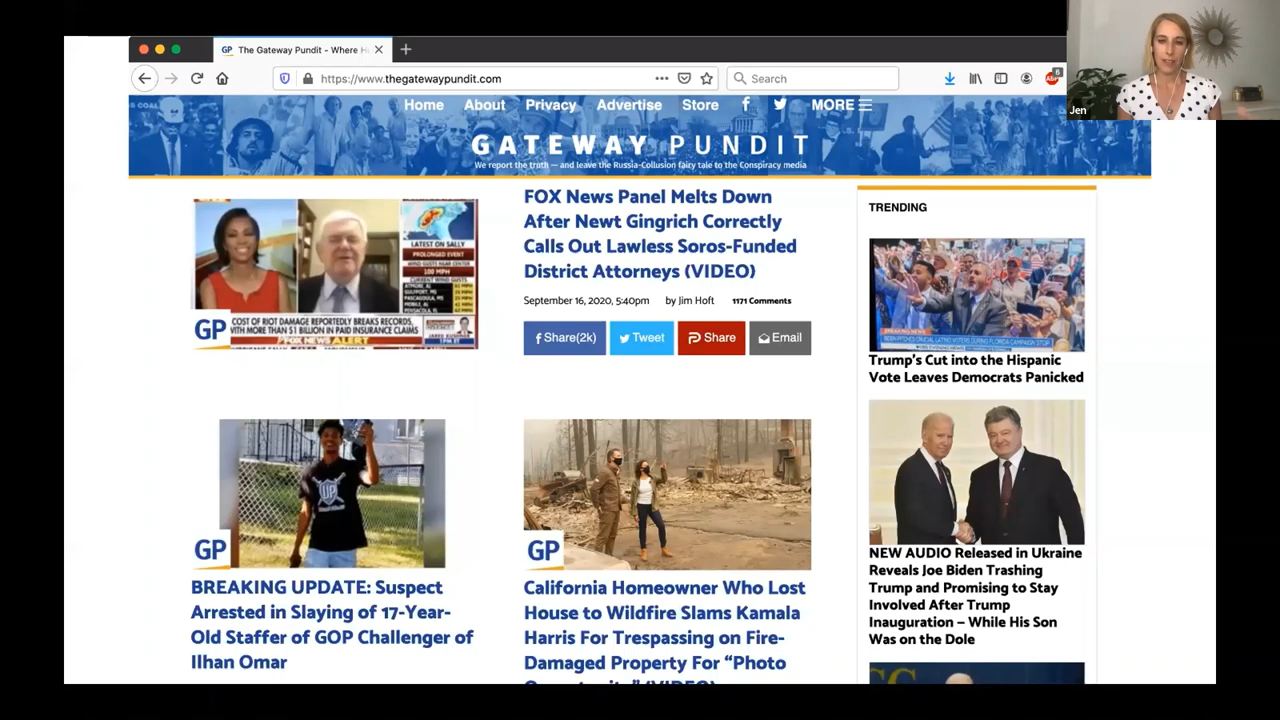 GP The Gateway Pundit – Where H
https://www.thegatewaypundit.com
Search
6
Jen
Home About Privacy Advertise Store MORE
GATEWAY PUNDIT
We report the truth — and leave the Russia-Collusion fairy tale to the Conspiracy media
LATEST ON SALLY
PROLONGED EVENT
100 MPH
COST OF RIOT DAMAGE REPORTEDLY BREAKS RECORDS,
WITH MORE THAN $1 BILLION IN PAID INSURANCE CLAIMS
FOX NEWS ALERT
GP
FOX News Panel Melts Down
After Newt Gingrich Correctly
Calls Out Lawless Soros-Funded
District Attorneys (VIDEO)
September 16, 2020, 5:40pm by Jim Hoft 1171 Comments
Share(2k) Tweet Share Email
TRENDING
Trump's Cut into the Hispanic
Vote Leaves Democrats Panicked
UP
GP
BREAKING UPDATE: Suspect
Arrested in Slaying of 17-Year-
Old Staffer of GOP Challenger of
Ilhan Omar
GP
California Homeowner Who Lost
House to Wildfire Slams Kamala
Harris For Trespassing on Fire-
Damaged Property For “Photo
NEW AUDIO Released in Ukraine
Reveals Joe Biden Trashing
Trump and Promising to Stay
Involved After Trump
Inauguration – While His Son
Was on the Dole